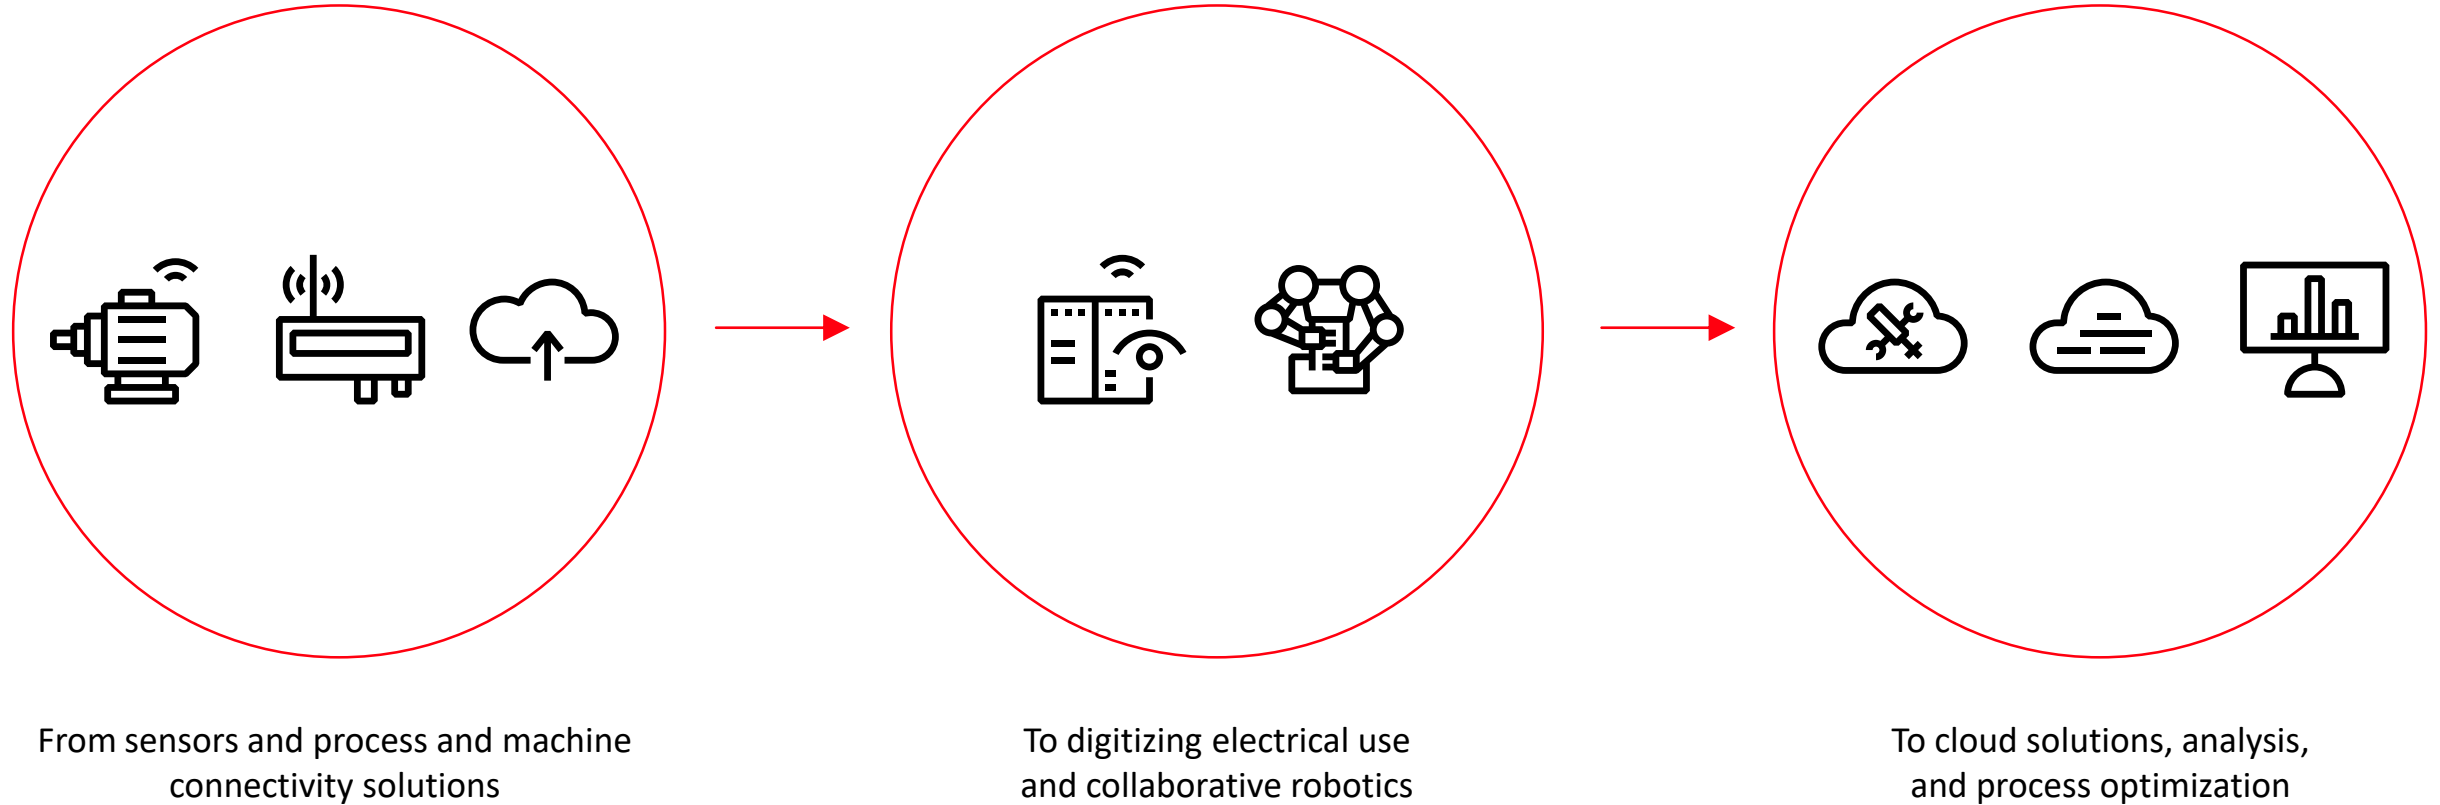 From sensors and process and machine
connectivity solutions
To digitizing electrical use
and collaborative robotics
To cloud solutions, analysis,
and process optimization